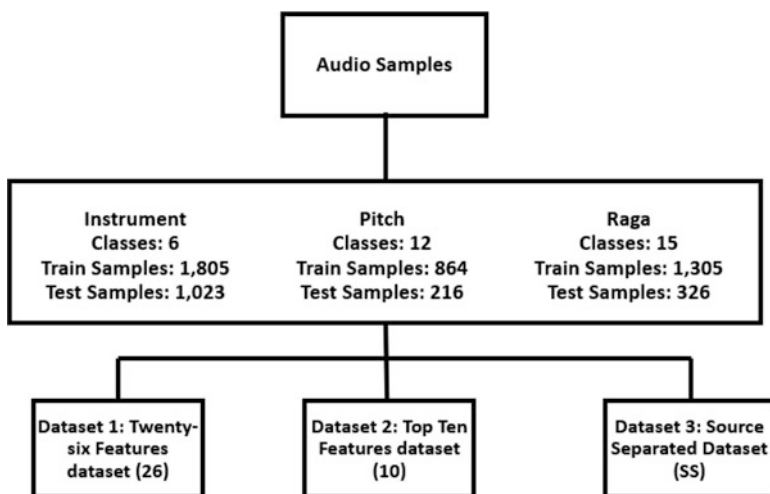 Audio Samples
Instrument
Classes: 6
Train Samples: 1,805
Test Samples: 1,023
Pitch
Classes: 12
Train Samples: 864
Test Samples: 216
Raga
Classes: 15
Train Samples: 1,305
Test Samples: 326
Dataset 1: Twenty-
six Features
dataset (26)
Dataset 2: Top Ten
Features dataset
(10)
Dataset 3: Source
Separated Dataset
(SS)